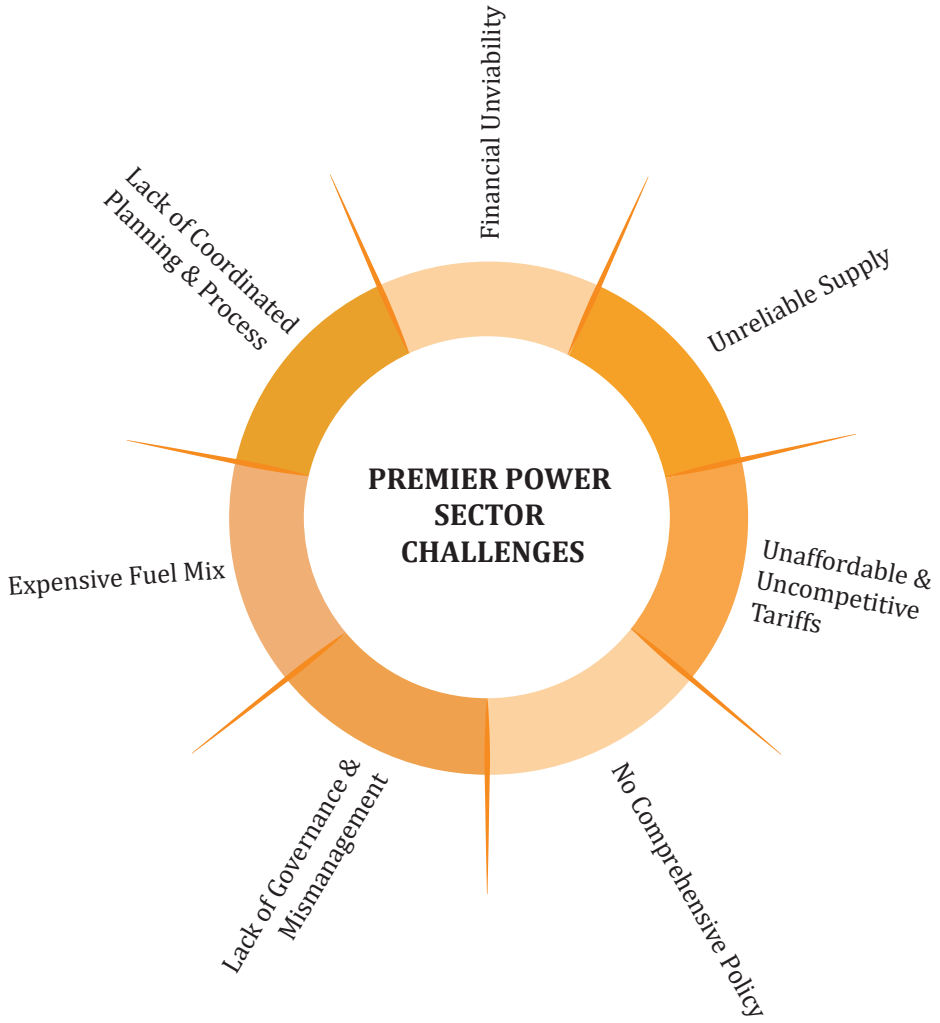 Financial Unviability
Unreliable Supply
Unaffordable &
Uncompetitive
Tariffs
No Comprehensive Policy
Lack of Governance &
Mismanagement
Expensive Fuel Mix
Lack of Coordinated
Planning & Process
PREMIER POWER
SECTOR
CHALLENGES